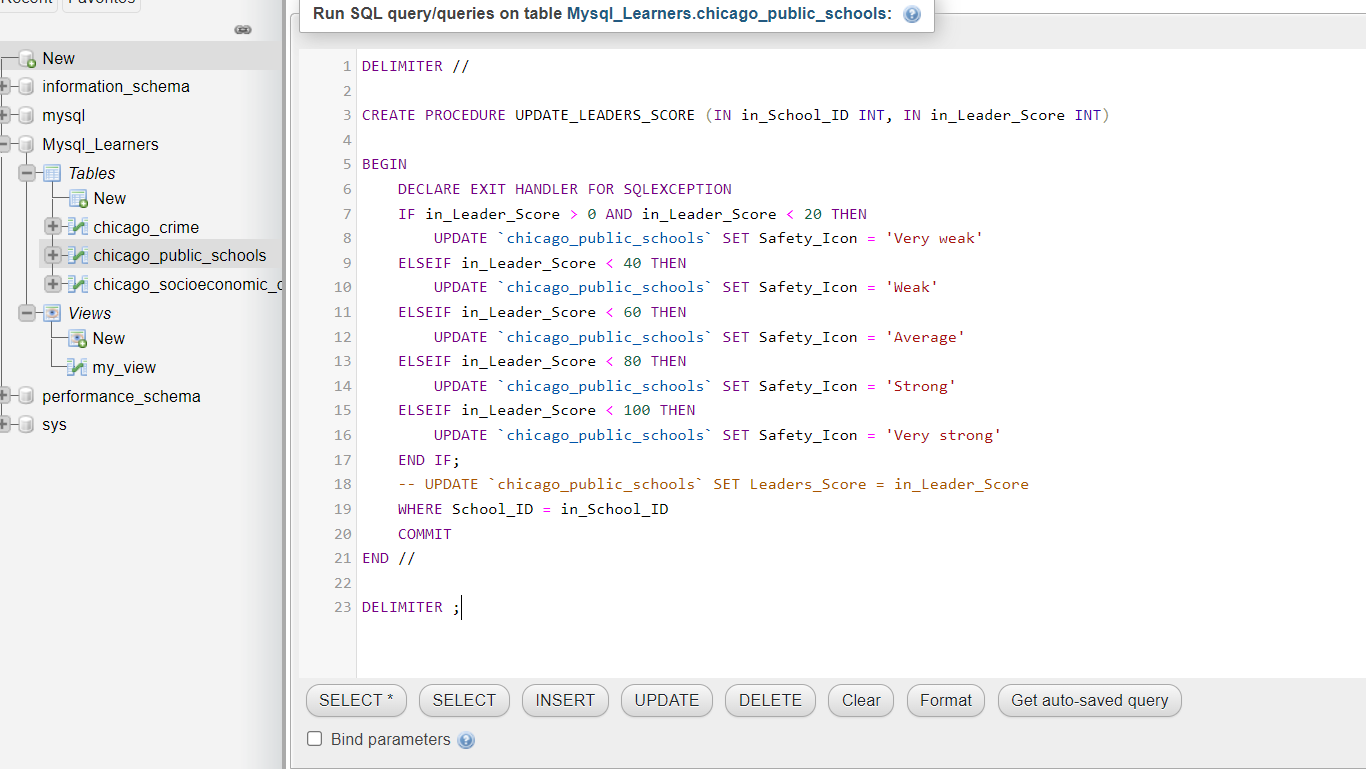 Recent Favorites
New
information_schema
mysql
Mysql_Learners
Tables
New
chicago_crime
chicago_public_schools
chicago_socioeconomic_
Views
New
my_view
performance_schema
sys
Run SQL query/queries on table Mysql_Learners.chicago_public_schools:
1 DELIMITER //
2
3 CREATE PROCEDURE UPDATE_LEADERS_SCORE (IN in_School_ID INT, IN in_Leader_Score INT)
4
5 BEGIN
6 DECLARE EXIT HANDLER FOR SQLEXCEPTION
7 IF in_Leader_Score > 0 AND in_Leader_Score < 20 THEN
8 UPDATE `chicago_public_schools` SET Safety_Icon = 'Very weak'
9 ELSEIF in_Leader_Score < 40 THEN
10 UPDATE `chicago_public_schools` SET Safety_Icon = 'Weak'
11 ELSEIF in_Leader_Score < 60 THEN
12 UPDATE `chicago_public_schools` SET Safety_Icon = 'Average'
13 ELSEIF in_Leader_Score < 80 THEN
14 UPDATE `chicago_public_schools` SET Safety_Icon = 'Strong'
15 ELSEIF in_Leader_Score < 100 THEN
16 UPDATE `chicago_public_schools` SET Safety_Icon = 'Very strong'
17 END IF;
18 -- UPDATE `chicago_public_schools` SET Leaders_Score = in_Leader_Score
19 WHERE School_ID = in_School_ID
20 COMMIT
21 END //
22
23 DELIMITER ;
SELECT * SELECT INSERT UPDATE DELETE Clear Format Get auto-saved query
Bind parameters